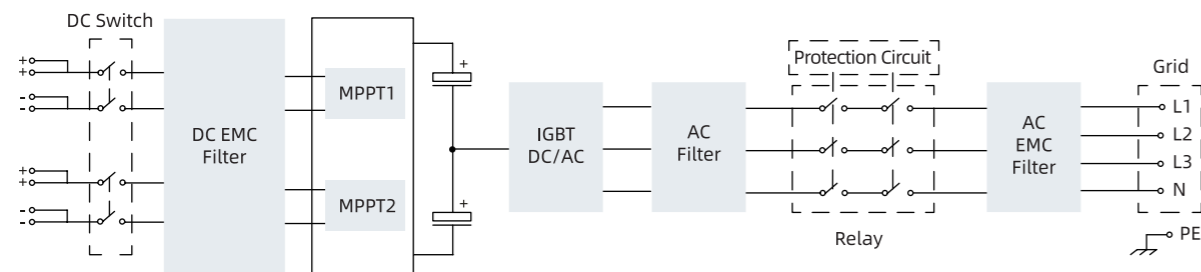 DC Switch
+
+
-
-
+
+
-
-
DC EMC
Filter
MPPT1
MPPT2
+
+
IGBT
DC/AC
AC
Filter
Protection Circuit
Relay
AC
EMC
Filter
Grid
L1
L2
L3
N
PE